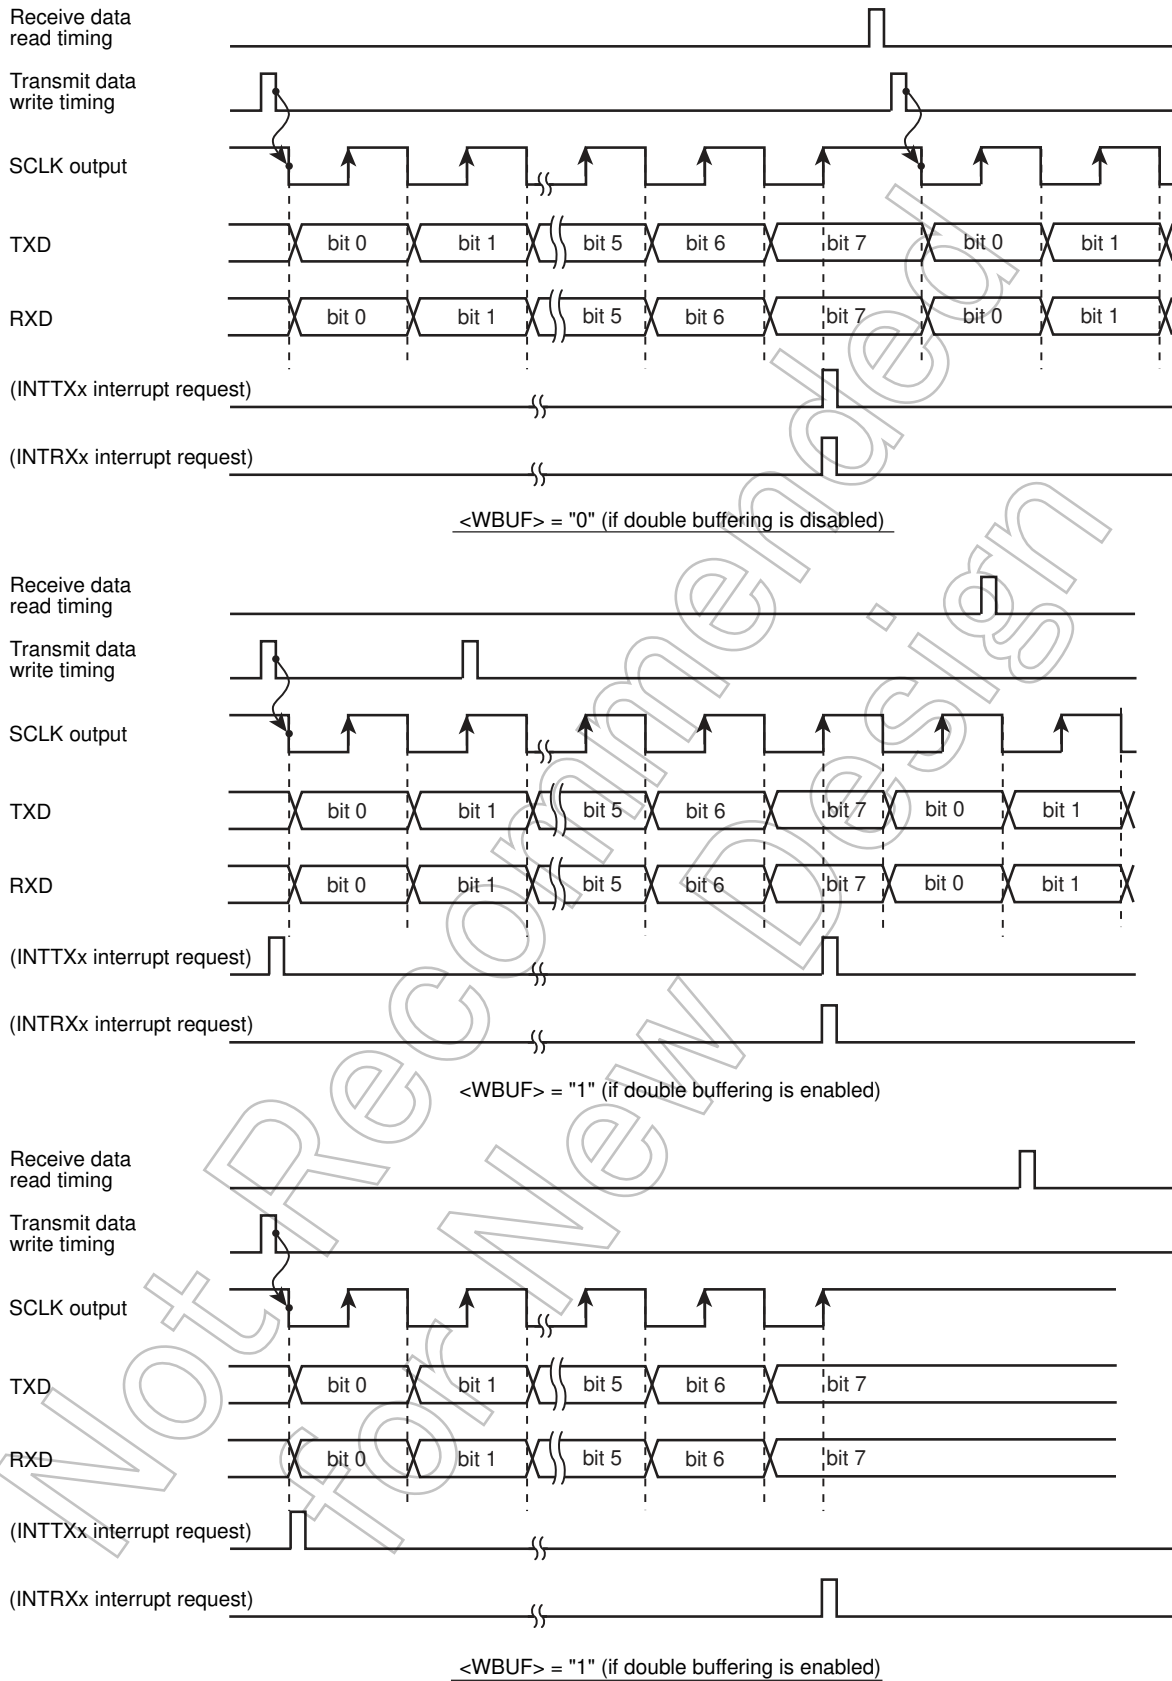 Receive data
read timing
Transmit data
write timing
SCLK output
TXD bit 0 bit 1 bit 5 bit 6 bit 7 bit 0 bit 1
RXD bit 0 bit 1 bit 5 bit 6 bit 7 bit 0 bit 1
(INTTXx interrupt request)
(INTRXx interrupt request)
<WBUF> = "0" (if double buffering is disabled)
Receive data
read timing
Transmit data
write timing
SCLK output
TXD bit 0 bit 1 bit 5 bit 6 bit 7 bit 0 bit 1
RXD bit 0 bit 1 bit 5 bit 6 bit 7 bit 0 bit 1
(INTTXx interrupt request)
(INTRXx interrupt request)
<WBUF> = "1" (if double buffering is enabled)
Receive data
read timing
Transmit data
write timing
SCLK output
TXD bit 0 bit 1 bit 5 bit 6 bit 7
RXD bit 0 bit 1 bit 5 bit 6 bit 7
(INTTXx interrupt request)
(INTRXx interrupt request)
<WBUF> = "1" (if double buffering is enabled)
Not Recommended
for New Design